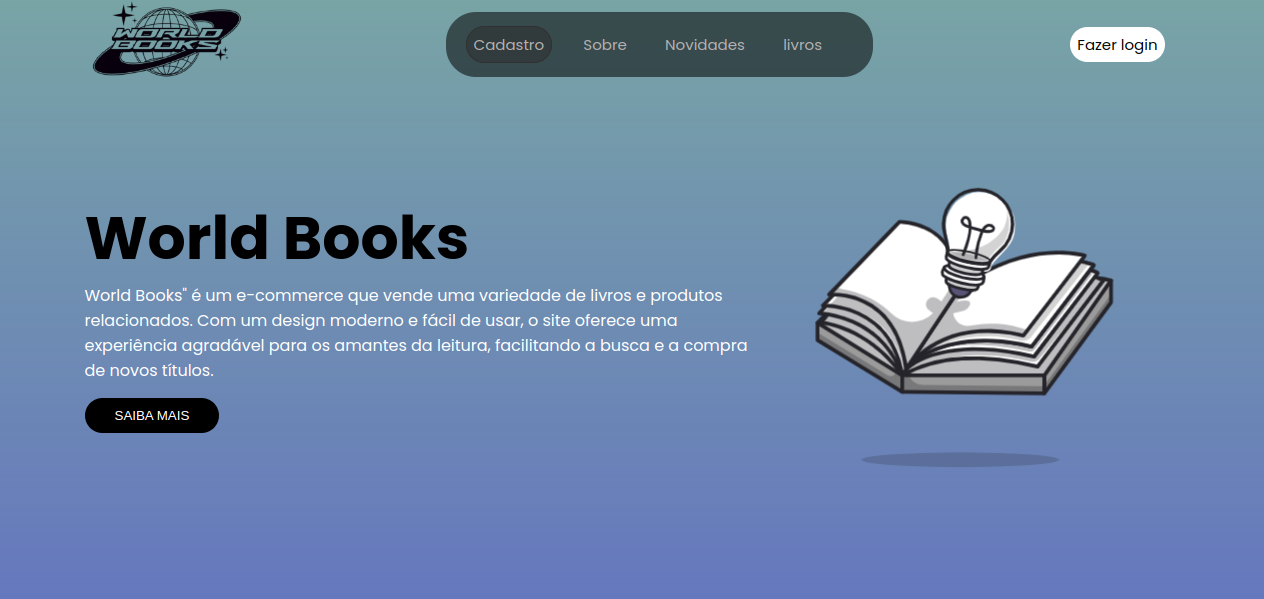 WORLD
BOOKS
Cadastro Sobre Novidades livros
Fazer login
World Books
World Books" é um e-commerce que vende uma variedade de livros e produtos
relacionados. Com um design moderno e fácil de usar, o site oferece uma
experiência agradável para os amantes da leitura, facilitando a busca e a compra
de novos títulos.
SAIBA MAIS